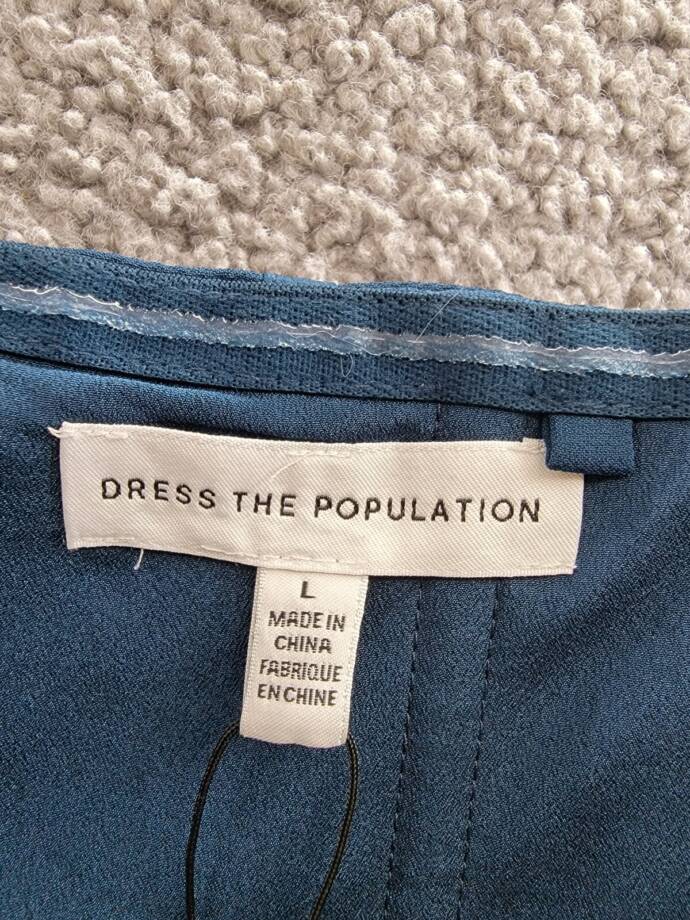 DRESS THE POPULATION
L
MADE IN
CHINA
FABRIQUE
EN CHINE